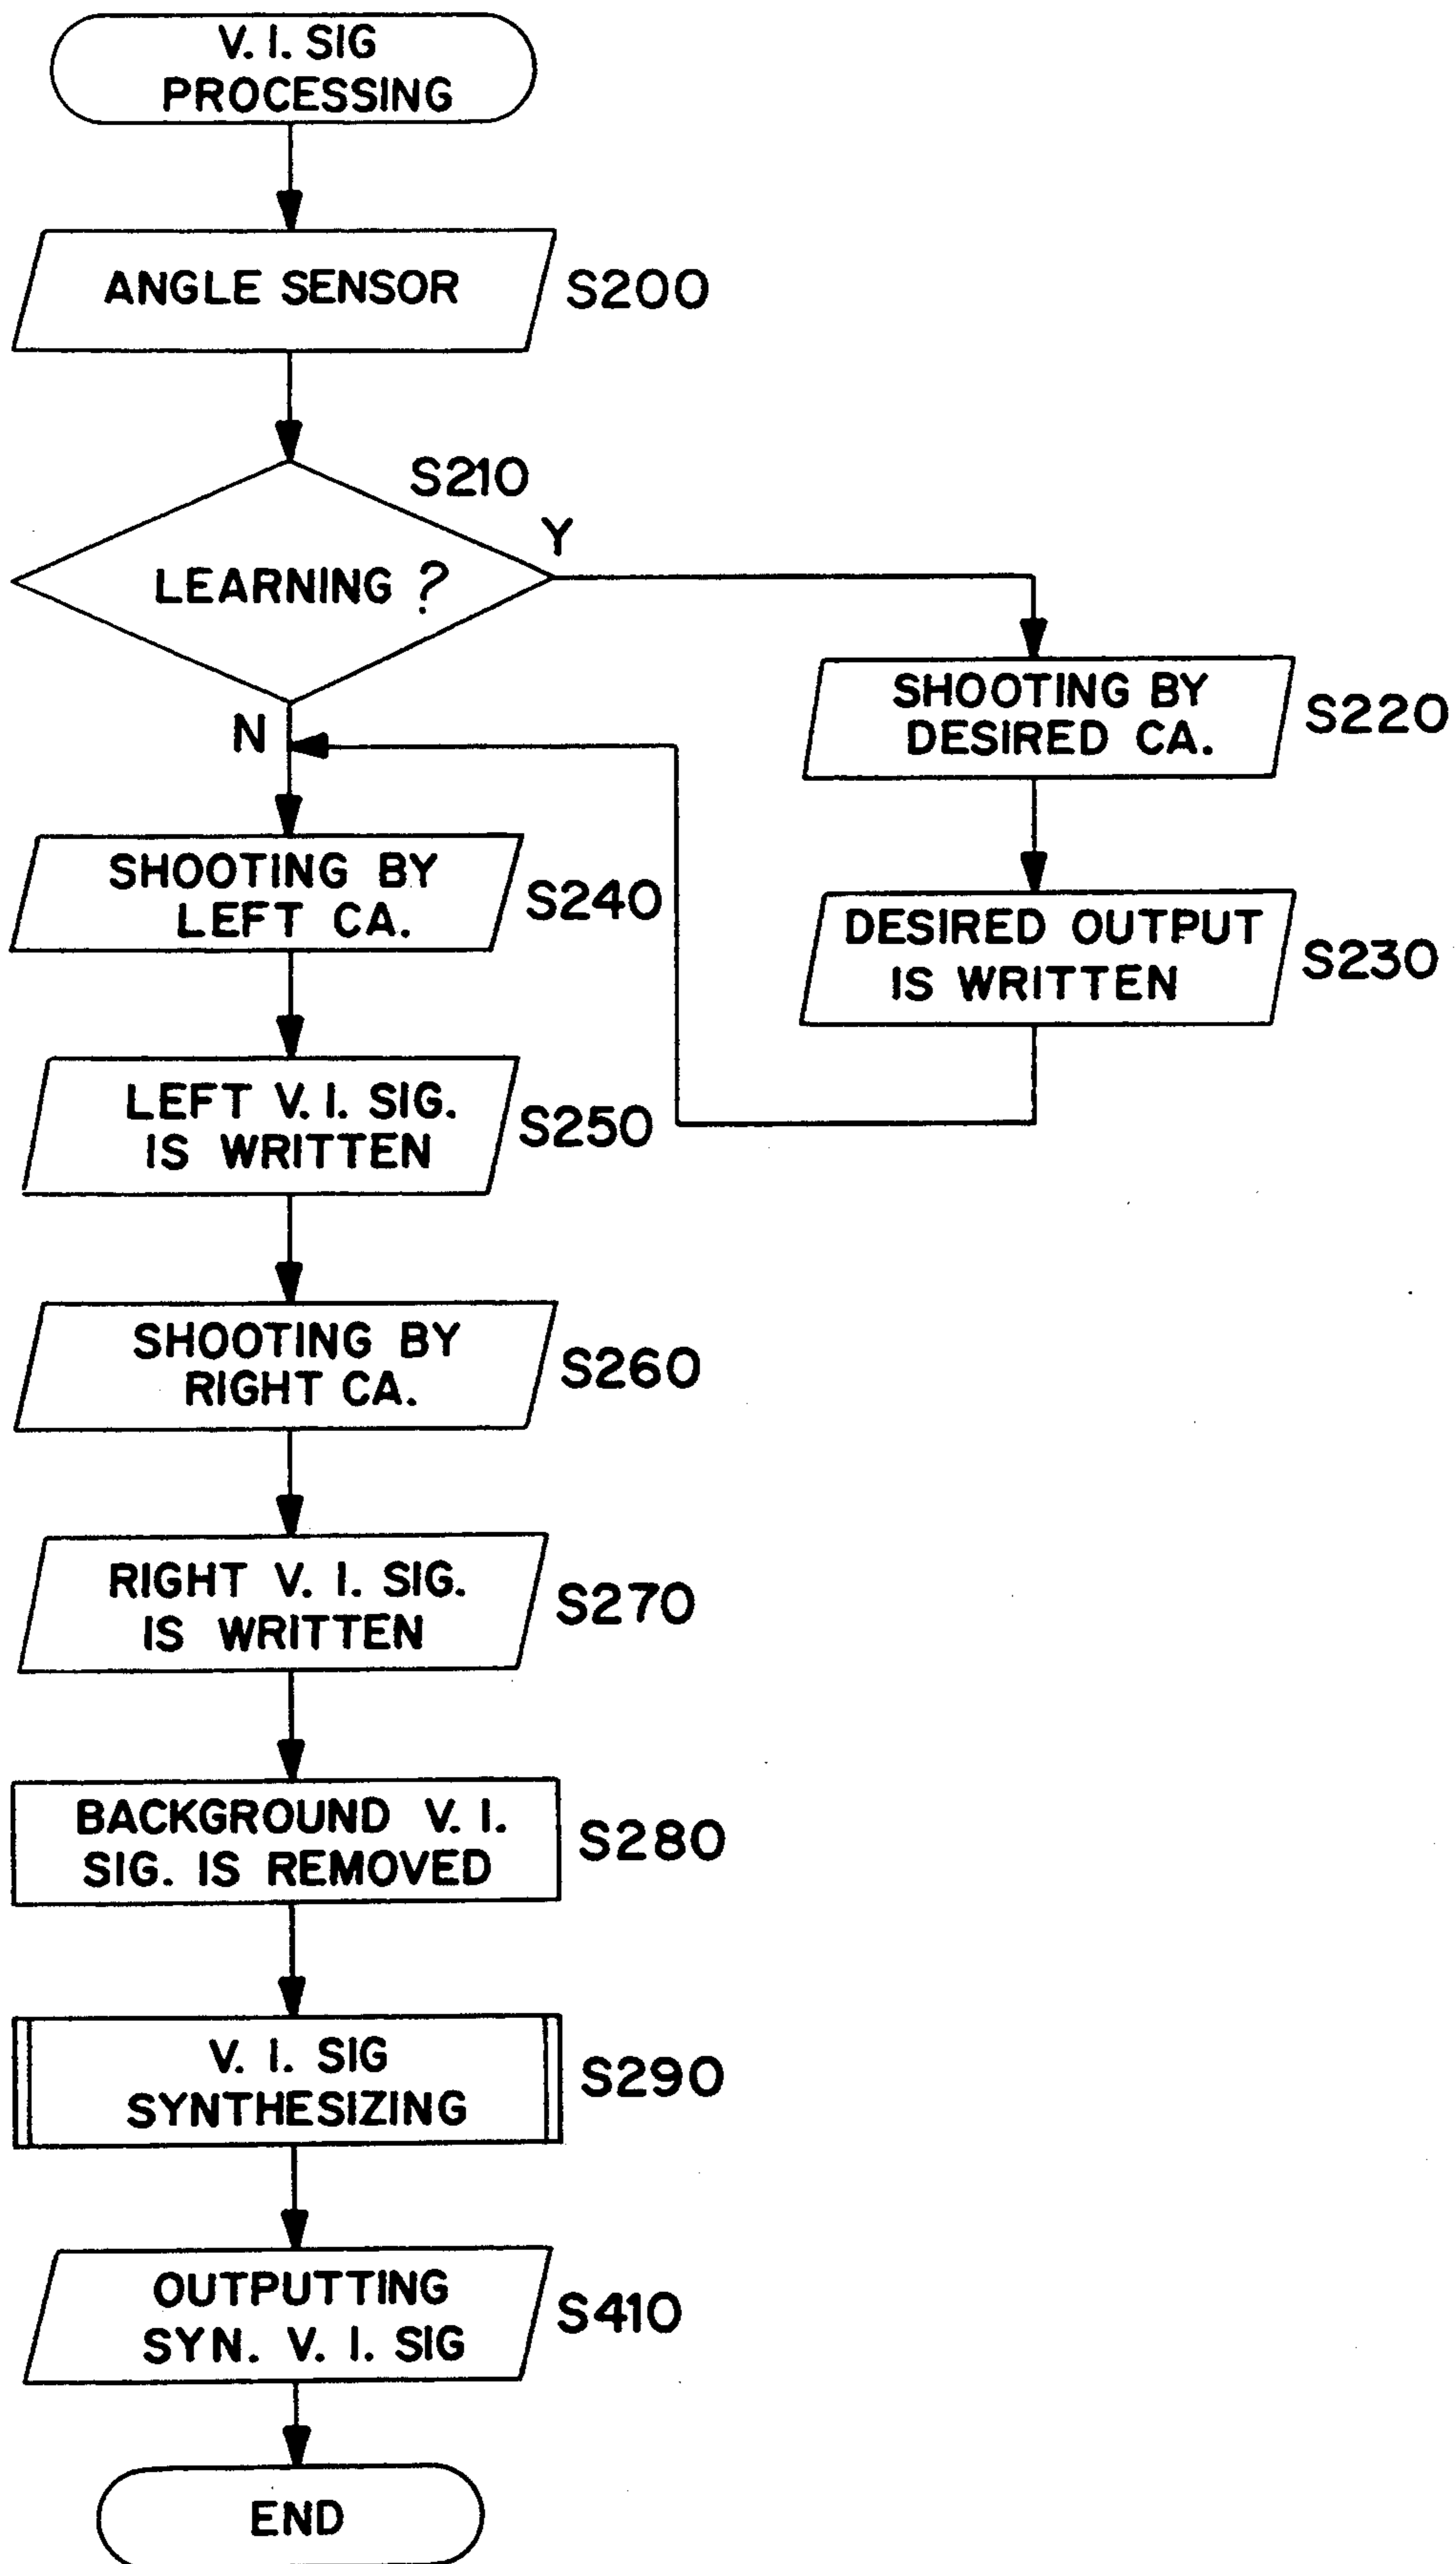 V. I. SIG
PROCESSING
ANGLE SENSOR
S200
S210
LEARNING ?
Y
N
SHOOTING BY
DESIRED CA.
S220
DESIRED OUTPUT
IS WRITTEN
S230
SHOOTING BY
LEFT CA.
S240
LEFT V. I. SIG.
IS WRITTEN
S250
SHOOTING BY
RIGHT CA.
S260
RIGHT V. I. SIG.
IS WRITTEN
S270
BACKGROUND V. I.
SIG. IS REMOVED
S280
V. I. SIG
SYNTHESIZING
S290
OUTPUTTING
SYN. V. I. SIG
S410
END